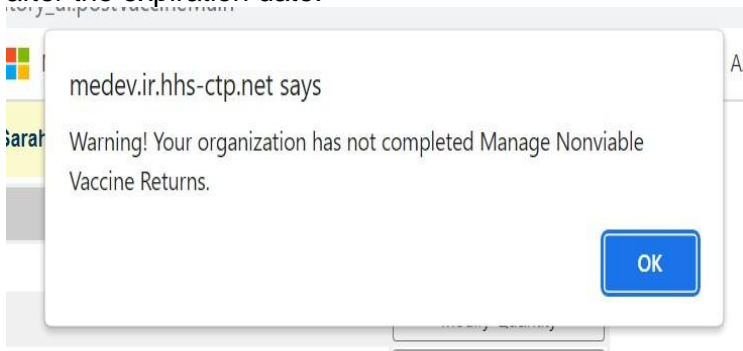 after the expiration date.
medev.ir.hhs-ctp.net says
Sarah
Warning! Your organization has not completed Manage Nonviable
Vaccine Returns.
OK
Modify Quantity